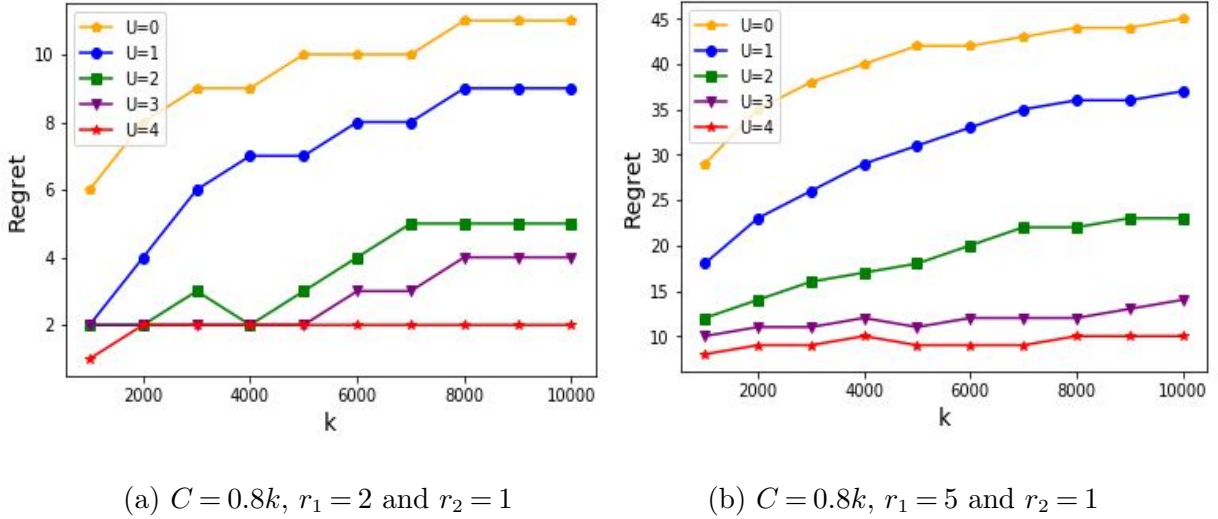 U=0
U=1
U=2
U=3
U=4
10
8
6
4
2
Regret
2000 4000 6000 8000 10000
k
(a) C = 0.8k, r₁ = 2 and r₂ = 1
U=0
U=1
U=2
U=3
U=4
45
40
35
30
25
20
15
10
Regret
2000 4000 6000 8000 10000
k
(b) C = 0.8k, r₁ = 5 and r₂ = 1